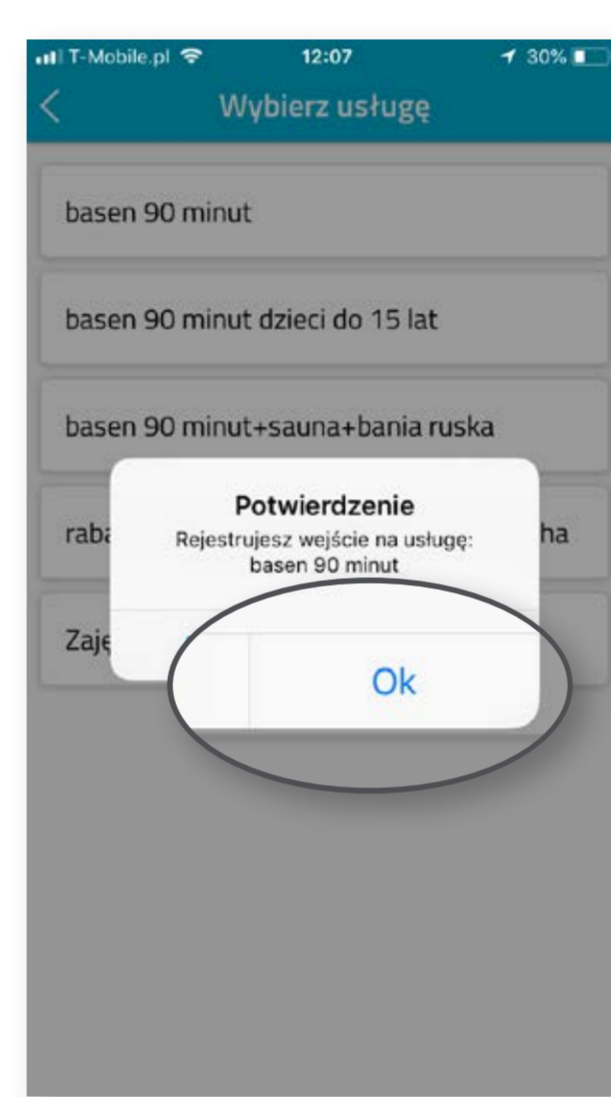 T-Mobile.pl 12:07 30%
Wybierz usługę
basen 90 minut
basen 90 minut dzieci do 15 lat
basen 90 minut+sauna+bania ruska
Potwierdzenie
Rejestrujesz wejście na usługę:
basen 90 minut
Ok